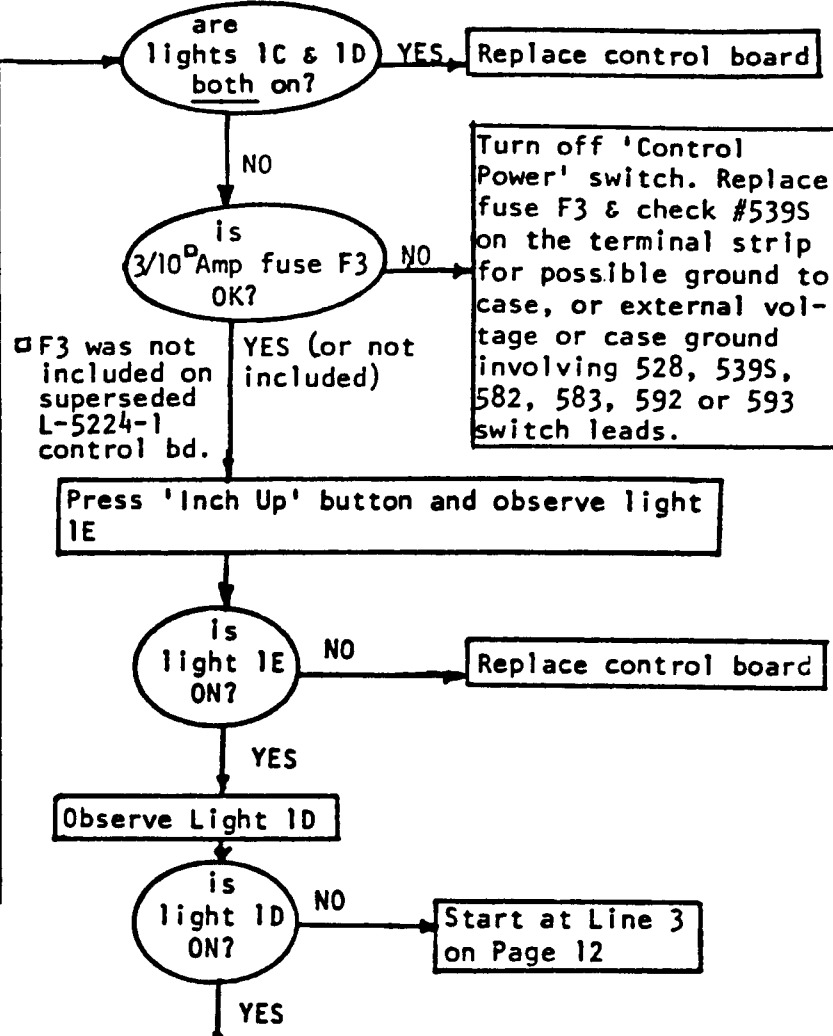 are
lights 1C & 1D
both on?
YES
Replace control board
NO
is
3/10 Amp fuse F3
OK?
NO
Turn off 'Control
Power' switch. Replace
fuse F3 & check #539S
on the terminal strip
for possible ground to
case, or external vol-
tage or case ground
involving 528, 539S,
582, 583, 592 or 593
switch leads.
F3 was not
included on
superseded
L-5224-1
control bd.
YES (or not
included)
Press 'Inch Up' button and observe light
1E
is
light 1E
ON?
NO
Replace control board
YES
Observe Light 1D
is
light 1D
ON?
NO
Start at Line 3
on Page 12
YES